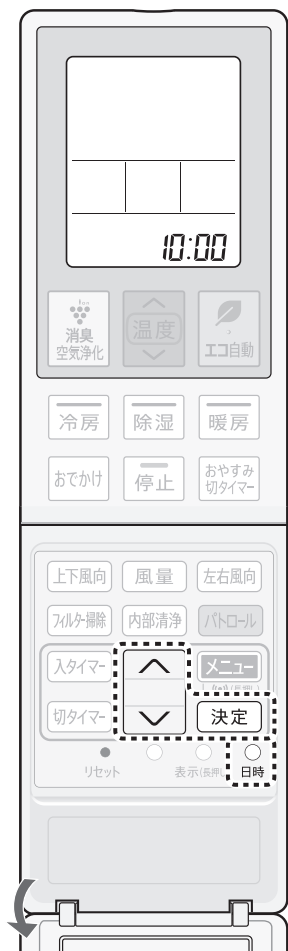 10:00
消臭
空気浄化
温度
エコ自動
冷房
除湿
暖房
おでかけ
停止
おやすみ
切タイマー
上下風向
風量
左右風向
フィルター掃除
内部清浄
パトロール
入タイマー
メニュー
切タイマー
決定
リセット
表示(長押し
日時